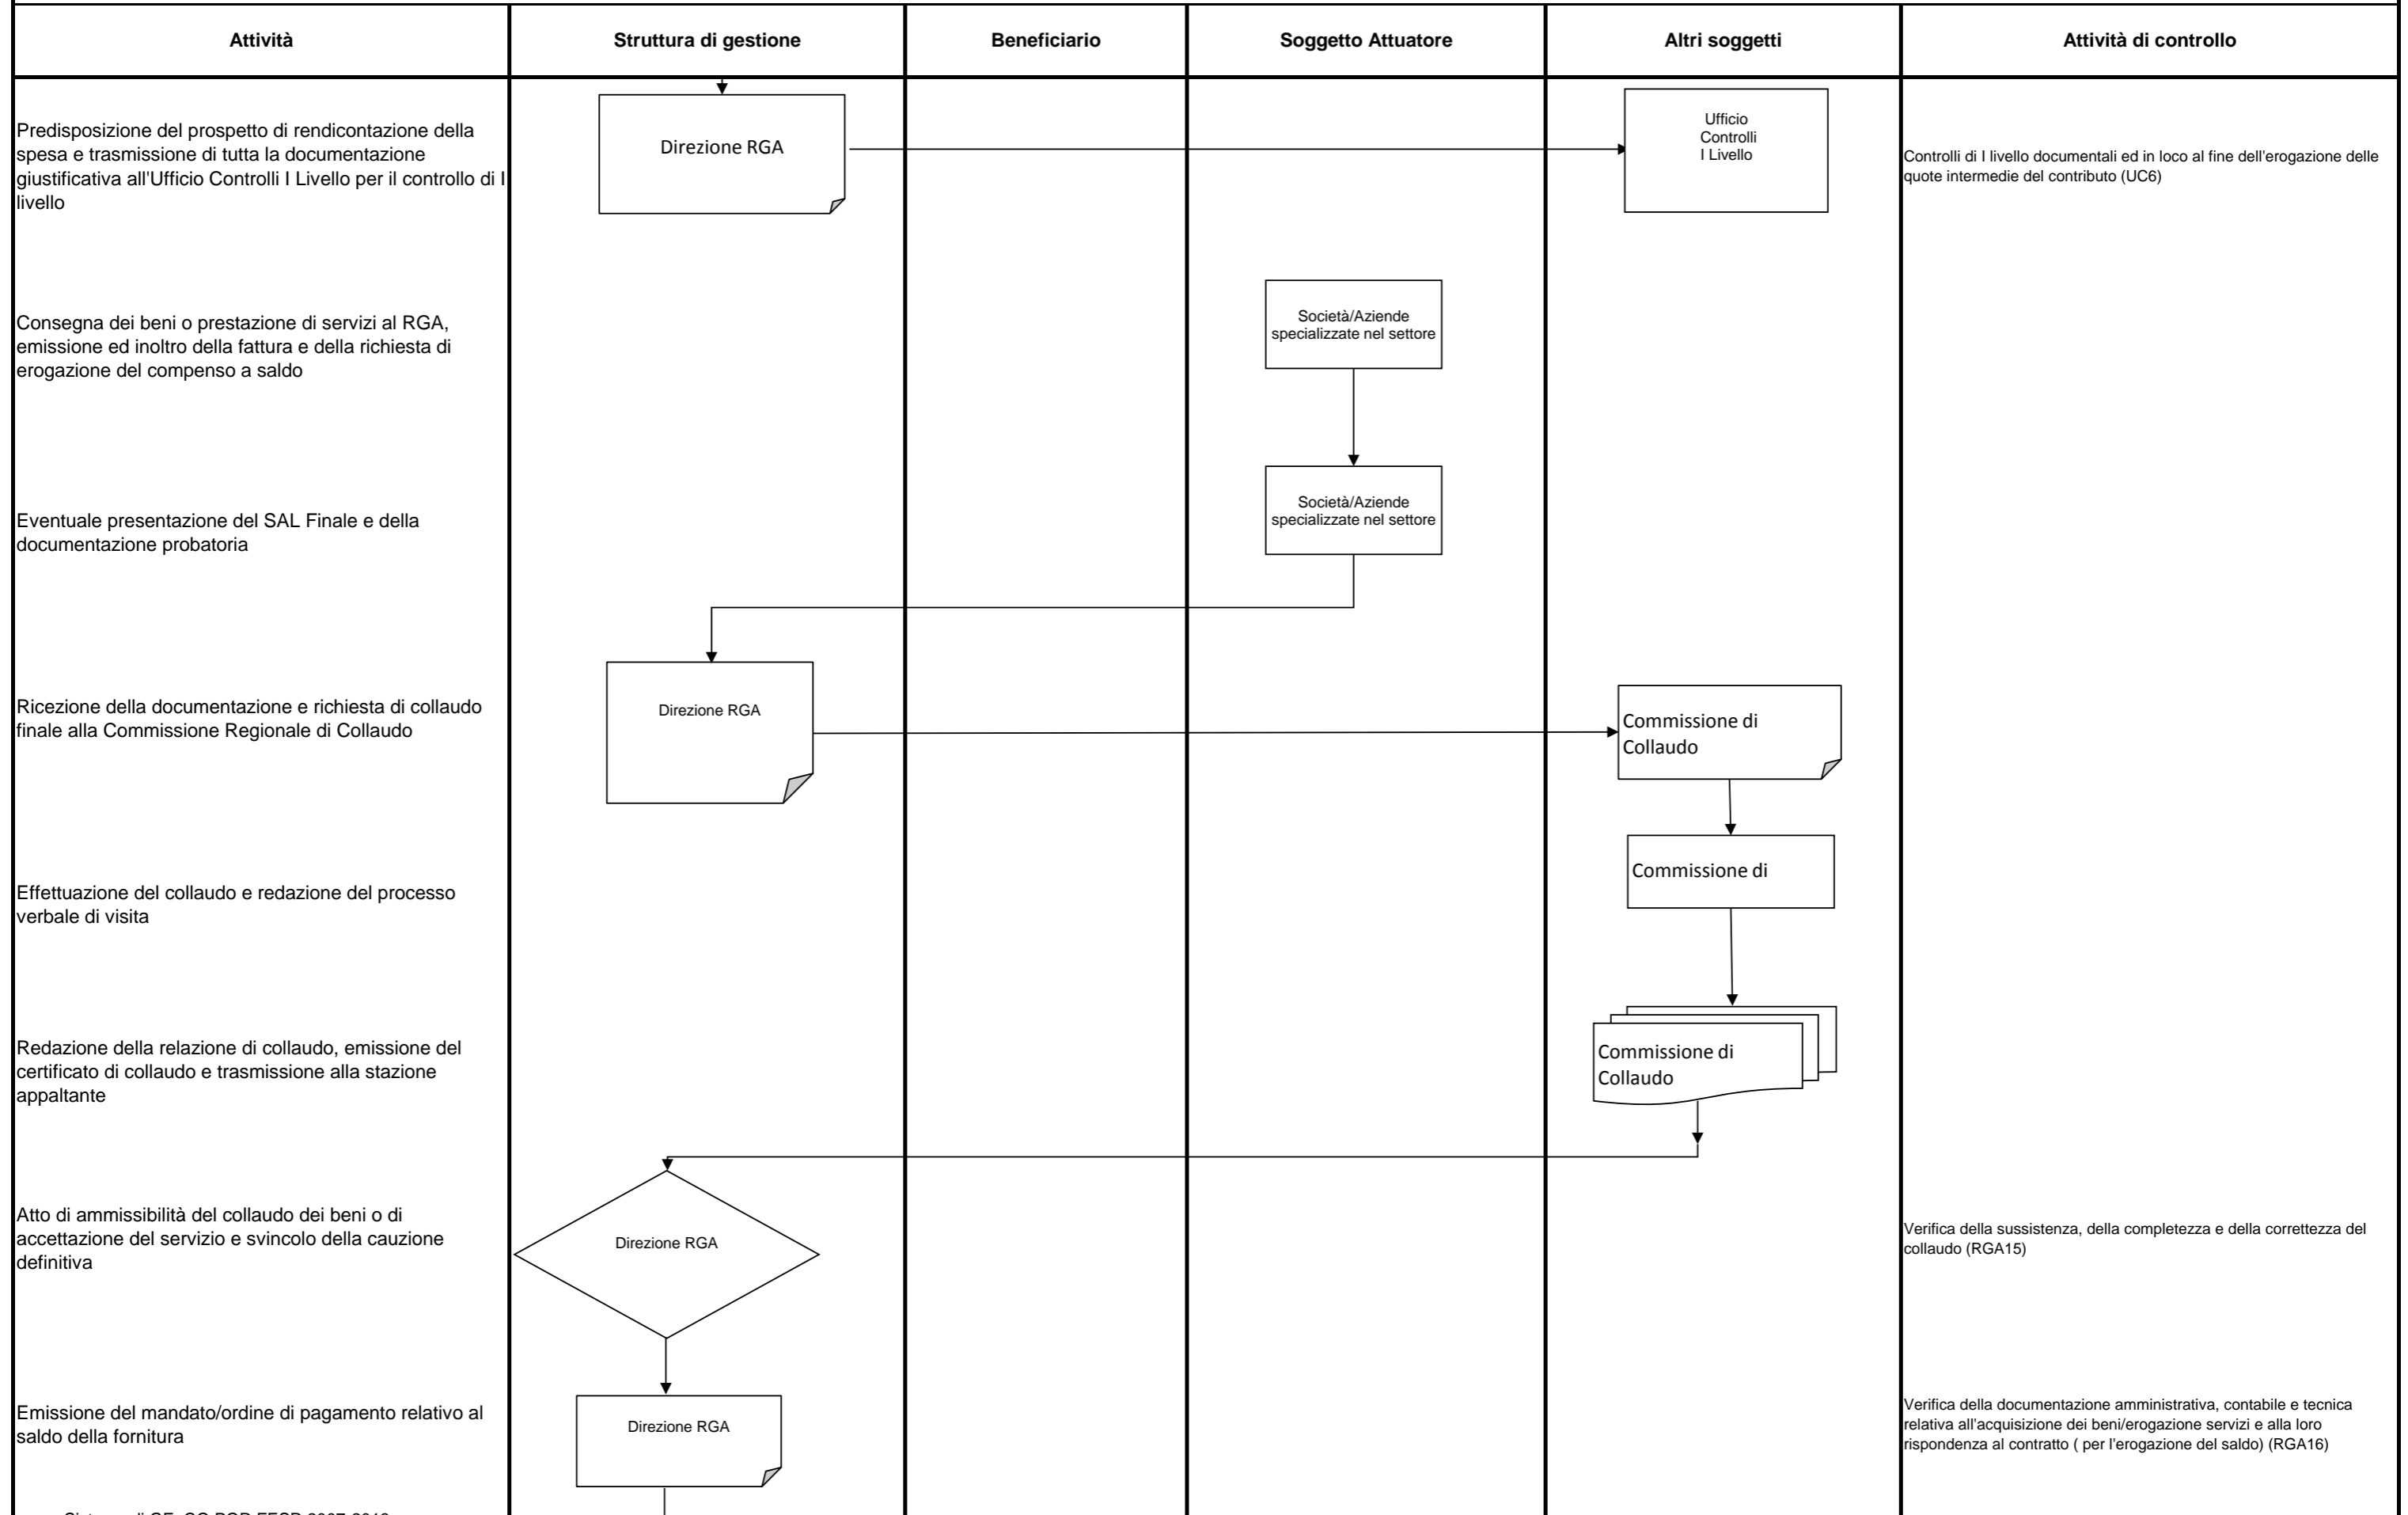 Attività
Struttura di gestione
Beneficiario
Soggetto Attuatore
Altri soggetti
Attività di controllo
Predisposizione del prospetto di rendicontazione della
spesa e trasmissione di tutta la documentazione
giustificativa all'Ufficio Controlli I Livello per il controllo di I
livello
Direzione RGA
Ufficio
Controlli
I Livello
Controlli di I livello documentali ed in loco al fine dell'erogazione delle
quote intermedie del contributo (UC6)
Consegna dei beni o prestazione di servizi al RGA,
emissione ed inoltro della fattura e della richiesta di
erogazione del compenso a saldo
Società/Aziende
specializzate nel settore
Eventuale presentazione del SAL Finale e della
documentazione probatoria
Società/Aziende
specializzate nel settore
Ricezione della documentazione e richiesta di collaudo
finale alla Commissione Regionale di Collaudo
Direzione RGA
Commissione di
Collaudo
Effettuazione del collaudo e redazione del processo
verbale di visita
Commissione di
Redazione della relazione di collaudo, emissione del
certificato di collaudo e trasmissione alla stazione
appaltante
Commissione di
Collaudo
Atto di ammissibilità del collaudo dei beni o di
accettazione del servizio e svincolo della cauzione
definitiva
Direzione RGA
Verifica della sussistenza, della completezza e della correttezza del
collaudo (RGA15)
Emissione del mandato/ordine di pagamento relativo al
saldo della fornitura
Direzione RGA
Verifica della documentazione amministrativa, contabile e tecnica
relativa all'acquisizione dei beni/erogazione servizi e alla loro
rispondenza al contratto ( per l'erogazione del saldo) (RGA16)